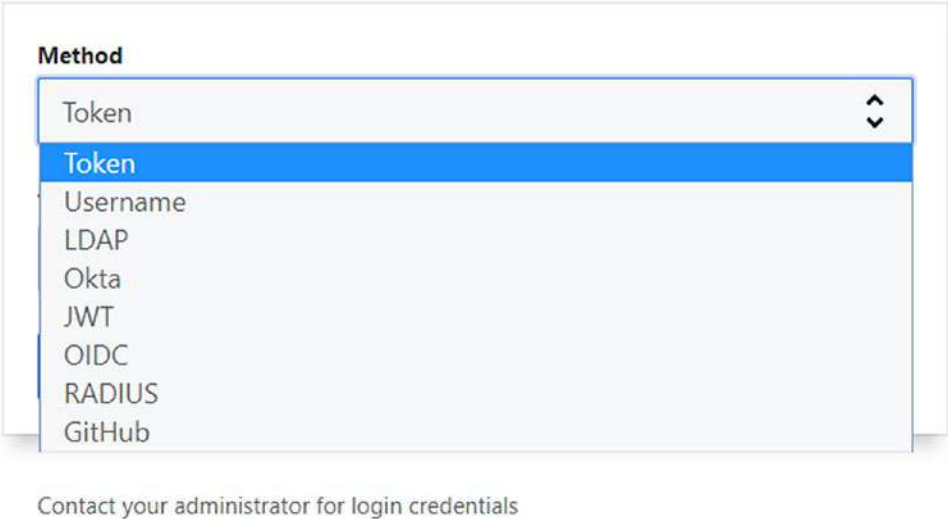 Method
Token
Token
Username
LDAP
Okta
JWT
OIDC
RADIUS
GitHub
Contact your administrator for login credentials